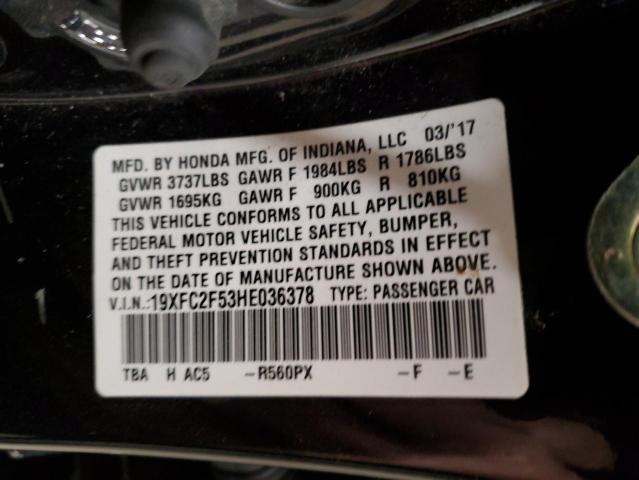 MFD. BY HONDA MFG. OF INDIANA, LLC 03/'17
GVWR 3737LBS GAWR F 1984LBS R 1786LBS
GVWR 1695KG GAWR F 900KG R 810KG
THIS VEHICLE CONFORMS TO ALL APPLICABLE
FEDERAL MOTOR VEHICLE SAFETY, BUMPER,
AND THEFT PREVENTION STANDARDS IN EFFECT
ON THE DATE OF MANUFACTURE SHOWN ABOVE.
V.I.N.:19XFC2F53HE036378 TYPE: PASSENGER CAR
TBA H AC5 -R560PX -F -E